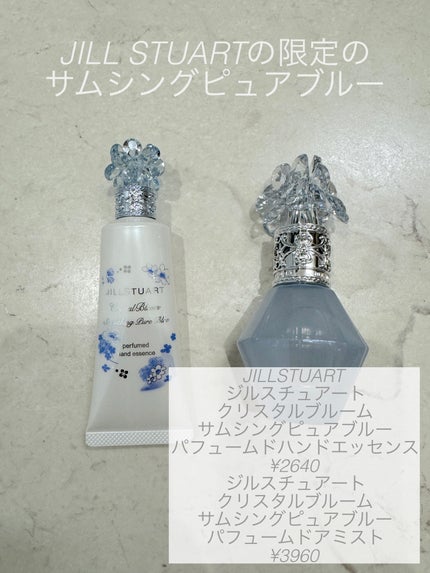 JILL STUARTの限定の
サムシングピュアブルー
JILLSTUART
Crystal Bloom
Something Pure Blue
perfumed
hand essence
JILLSTUART
ジルスチュアート
クリスタルブルーム
サムシングピュアブルー
パフュームドハンドエッセンス
¥2640
ジルスチュアート
クリスタルブルーム
サムシングピュアブルー
パフュームドアミスト
¥3960